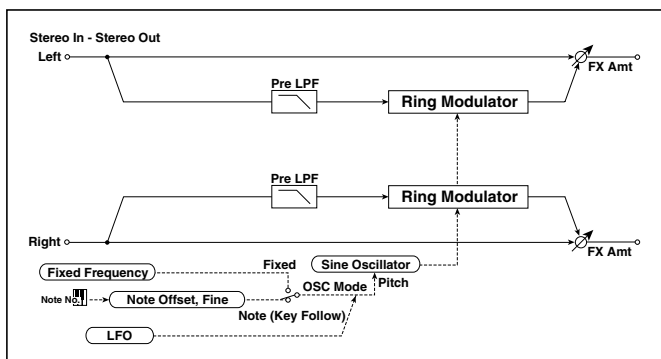 Stereo In - Stereo Out
Left
FX Amt
Pre LPF
Ring Modulator
Pre LPF
Ring Modulator
Right
FX Amt
Fixed Frequency
Fixed
Sine Oscillator
OSC Mode
Pitch
Note No.
Note Offset, Fine
Note (Key Follow)
LFO